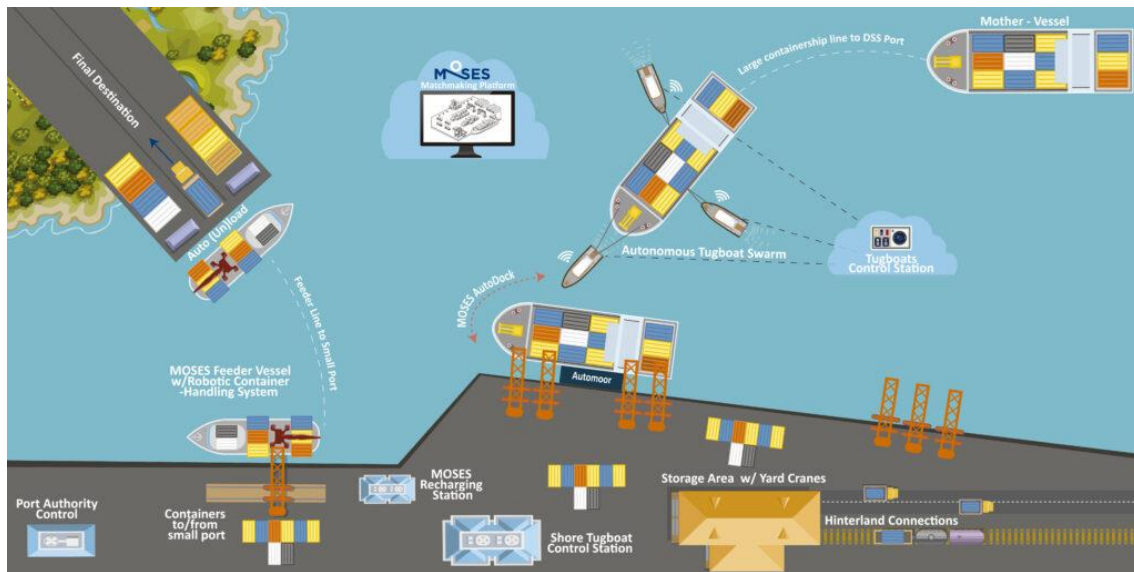 Mother - Vessel
Large containership line to DSS Port
MOSES
Matchmaking Platform
Final Destination
Auto (Un)load
Autonomous Tugboat Swarm
Tugboats
Control Station
Feeder Line to Small Port
MOSES AutoDock
MOSES Feeder Vessel
w/Robotic Container
-Handling System
Automoor
MOSES
Recharging
Station
Storage Area w/ Yard Cranes
Port Authority
Control
Containers
to/from
small port
Shore Tugboat
Control Station
Hinterland Connections